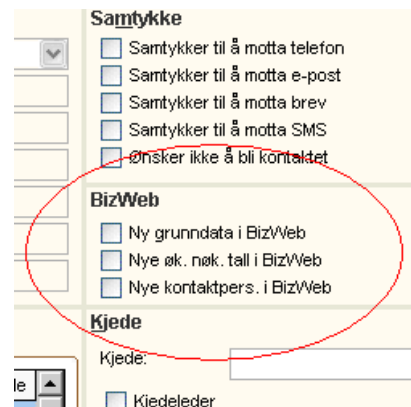 Samtykke
Samtykker til å motta telefon
Samtykker til å motta e-post
Samtykker til å motta brev
Samtykker til å motta SMS
Ønsker ikke å bli kontaktet
BizWeb
Ny grunndata i BizWeb
Nye øk. nøk. tall i BizWeb
Nye kontaktpers. i BizWeb
Kjede
Kjede:
de
Kjedeleder